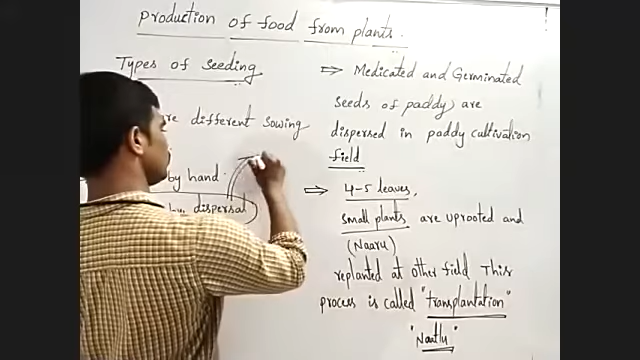 Production of food from plants.
Types of Seeding
re different Sowing
by hand.
by dispersal
⇒ Medicated and Germinated
Seeds of paddy are
dispersed in paddy cultivation
field
⇒ 4-5 leaves,
Small plants are uprooted and
(Naaru)
replanted at other field This
process is called "transplantation"
"Naatlu"